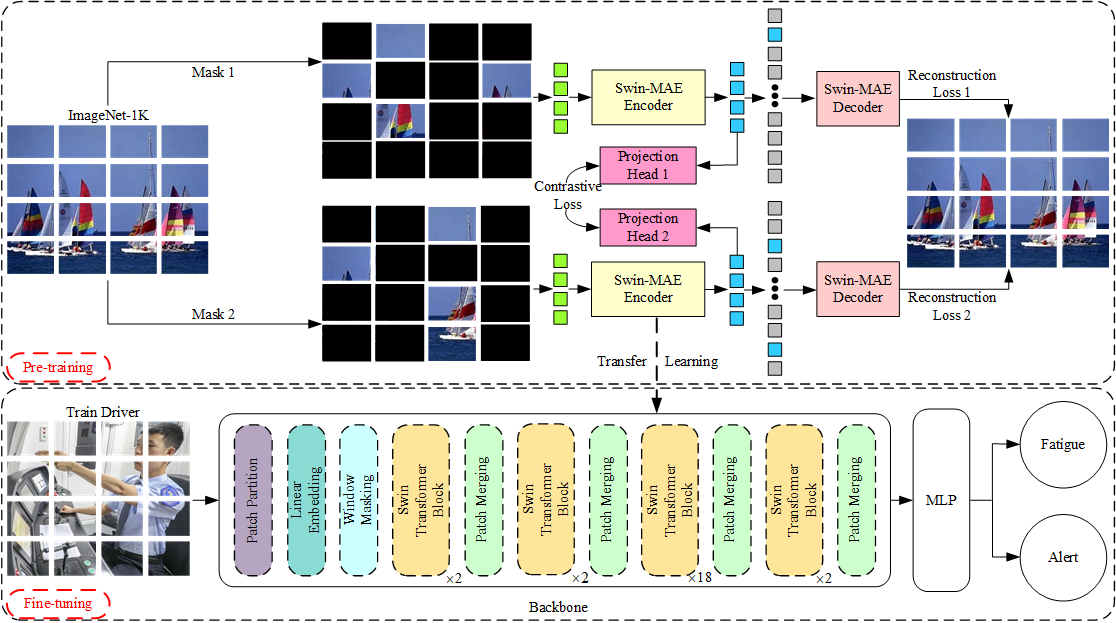 ImageNet-1K
Mask 1
Mask 2
Swin-MAE
Encoder
Projection
Head 1
Contrastive
Loss
Projection
Head 2
Swin-MAE
Encoder
Swin-MAE
Decoder
Reconstruction
Loss 1
Swin-MAE
Decoder
Reconstruction
Loss 2
Transfer Learning
Pre-training
Train Driver
Patch Partition
Linear
Embedding
Window
Masking
Swin
Transformer
Block
×2
Patch Merging
Swin
Transformer
Block
×2
Patch Merging
Swin
Transformer
Block
×18
Patch Merging
Swin
Transformer
Block
×2
Patch Merging
MLP
Fatigue
Alert
Backbone
Fine-tuning